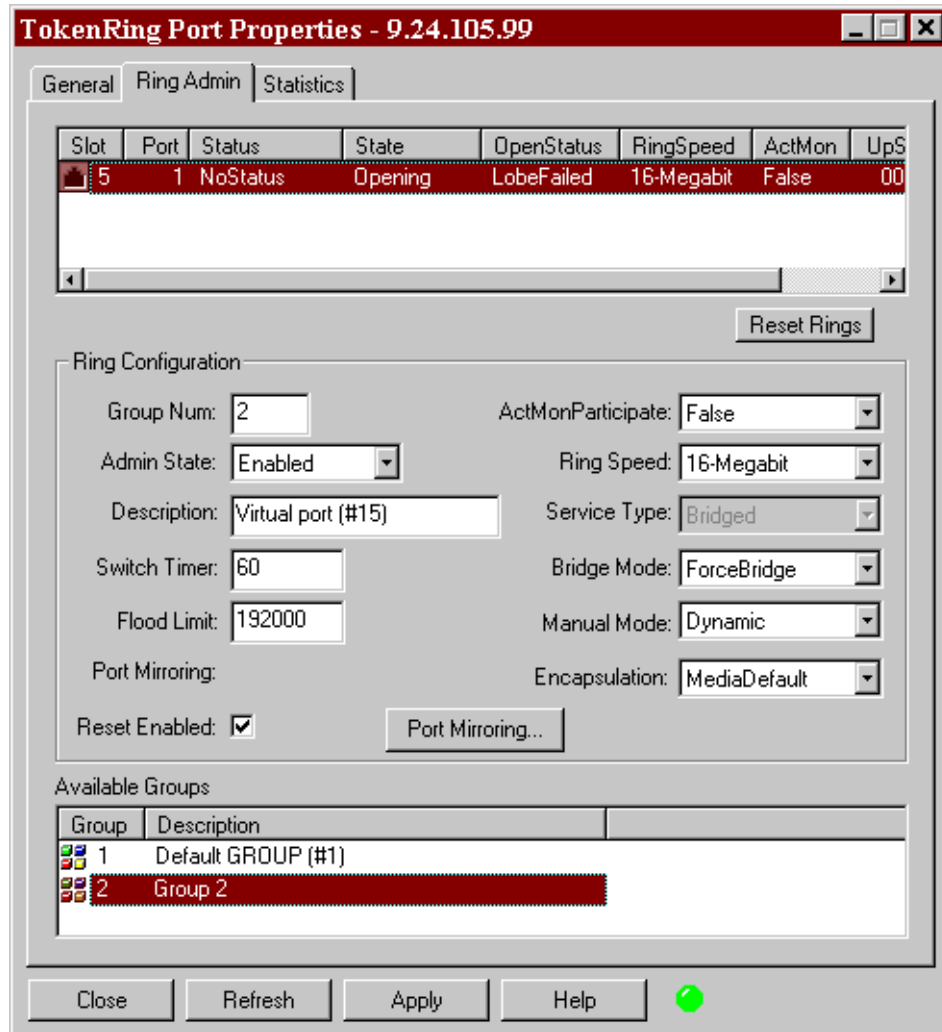 TokenRing Port Properties - 9.24.105.99
General Ring Admin Statistics
Slot Port Status State OpenStatus RingSpeed ActMon UpS
5 1 NoStatus Opening LobeFailed 16-Megabit False 00
Reset Rings
Ring Configuration
Group Num: 2 ActMonParticipate: False
Admin State: Enabled Ring Speed: 16-Megabit
Description: Virtual port (#15) Service Type: Bridged
Switch Timer: 60 Bridge Mode: ForceBridge
Flood Limit: 192000 Manual Mode: Dynamic
Port Mirroring: Encapsulation: MediaDefault
Reset Enabled: Port Mirroring...
Available Groups
Group Description
1 Default GROUP (#1)
2 Group 2
Close Refresh Apply Help